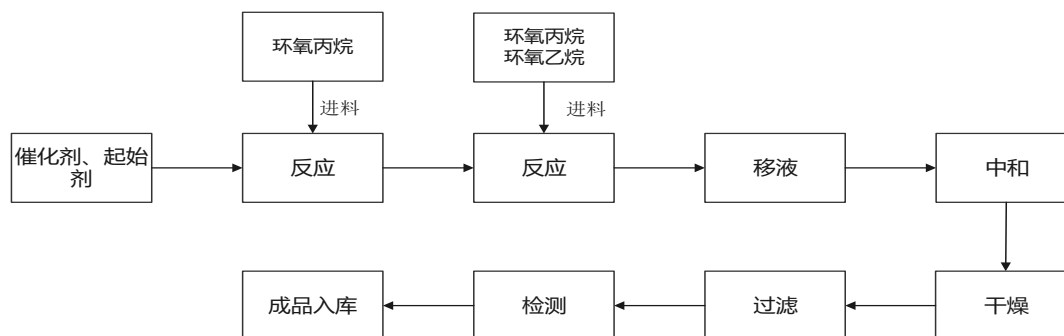 环氧丙烷
环氧丙烷
环氧乙烷
进料
进料
催化剂、起始
剂
反应
反应
移液
中和
成品入库
检测
过滤
干燥